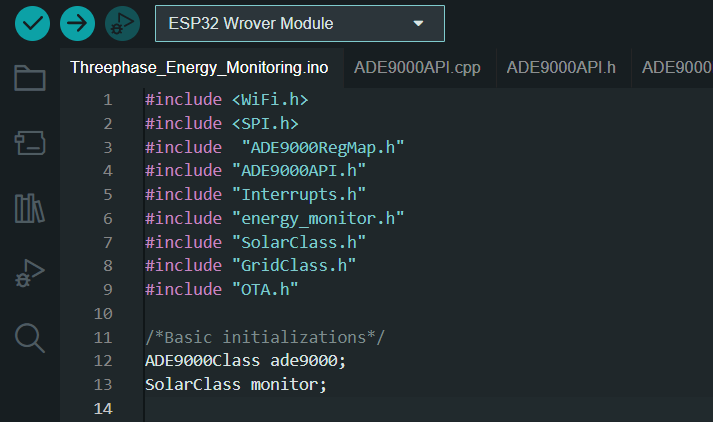 ESP32 Wrover Module
Threephase_Energy_Monitoring.ino ADE9000API.cpp ADE9000API.h ADE9000
1 #include <WiFi.h>
2 #include <SPI.h>
3 #include  "ADE9000RegMap.h"
4 #include "ADE9000API.h"
5 #include "Interrupts.h"
6 #include "energy_monitor.h"
7 #include "SolarClass.h"
8 #include "GridClass.h"
9 #include "OTA.h"
10
11 /*Basic initializations*/
12 ADE9000Class ade9000;
13 SolarClass monitor;
14